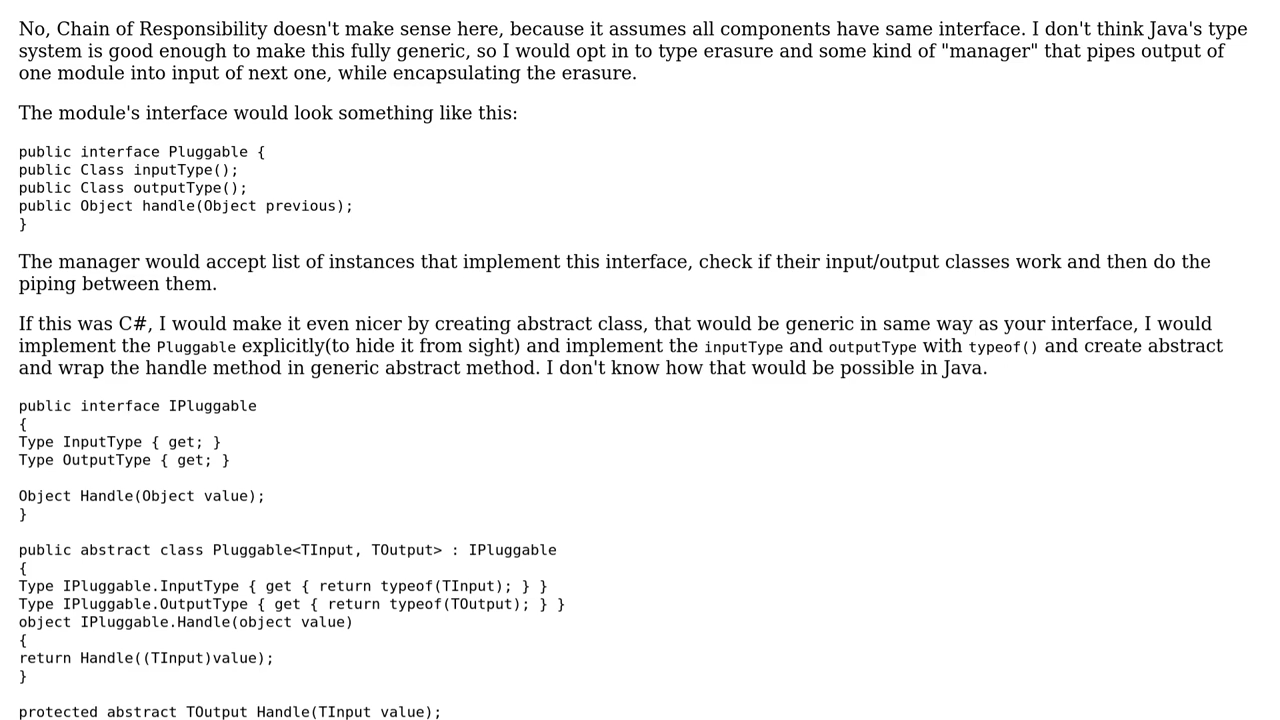 No, Chain of Responsibility doesn't make sense here, because it assumes all components have same interface. I don't think Java's type
system is good enough to make this fully generic, so I would opt in to type erasure and some kind of "manager" that pipes output of
one module into input of next one, while encapsulating the erasure.
The module's interface would look something like this:
public interface Pluggable {
public Class inputType();
public Class outputType();
public Object handle(Object previous);
}
The manager would accept list of instances that implement this interface, check if their input/output classes work and then do the
piping between them.
If this was C#, I would make it even nicer by creating abstract class, that would be generic in same way as your interface, I would
implement the Pluggable explicitly(to hide it from sight) and implement the inputType and outputType with typeof() and create abstract
and wrap the handle method in generic abstract method. I don't know how that would be possible in Java.
public interface IPluggable
{
Type InputType { get; }
Type OutputType { get; }
Object Handle(Object value);
}
public abstract class Pluggable<TInput, TOutput> : IPluggable
{
Type IPluggable.InputType { get { return typeof(TInput); } }
Type IPluggable.OutputType { get { return typeof(TOutput); } }
object IPluggable.Handle(object value)
{
return Handle((TInput)value);
}
protected abstract TOutput Handle(TInput value);